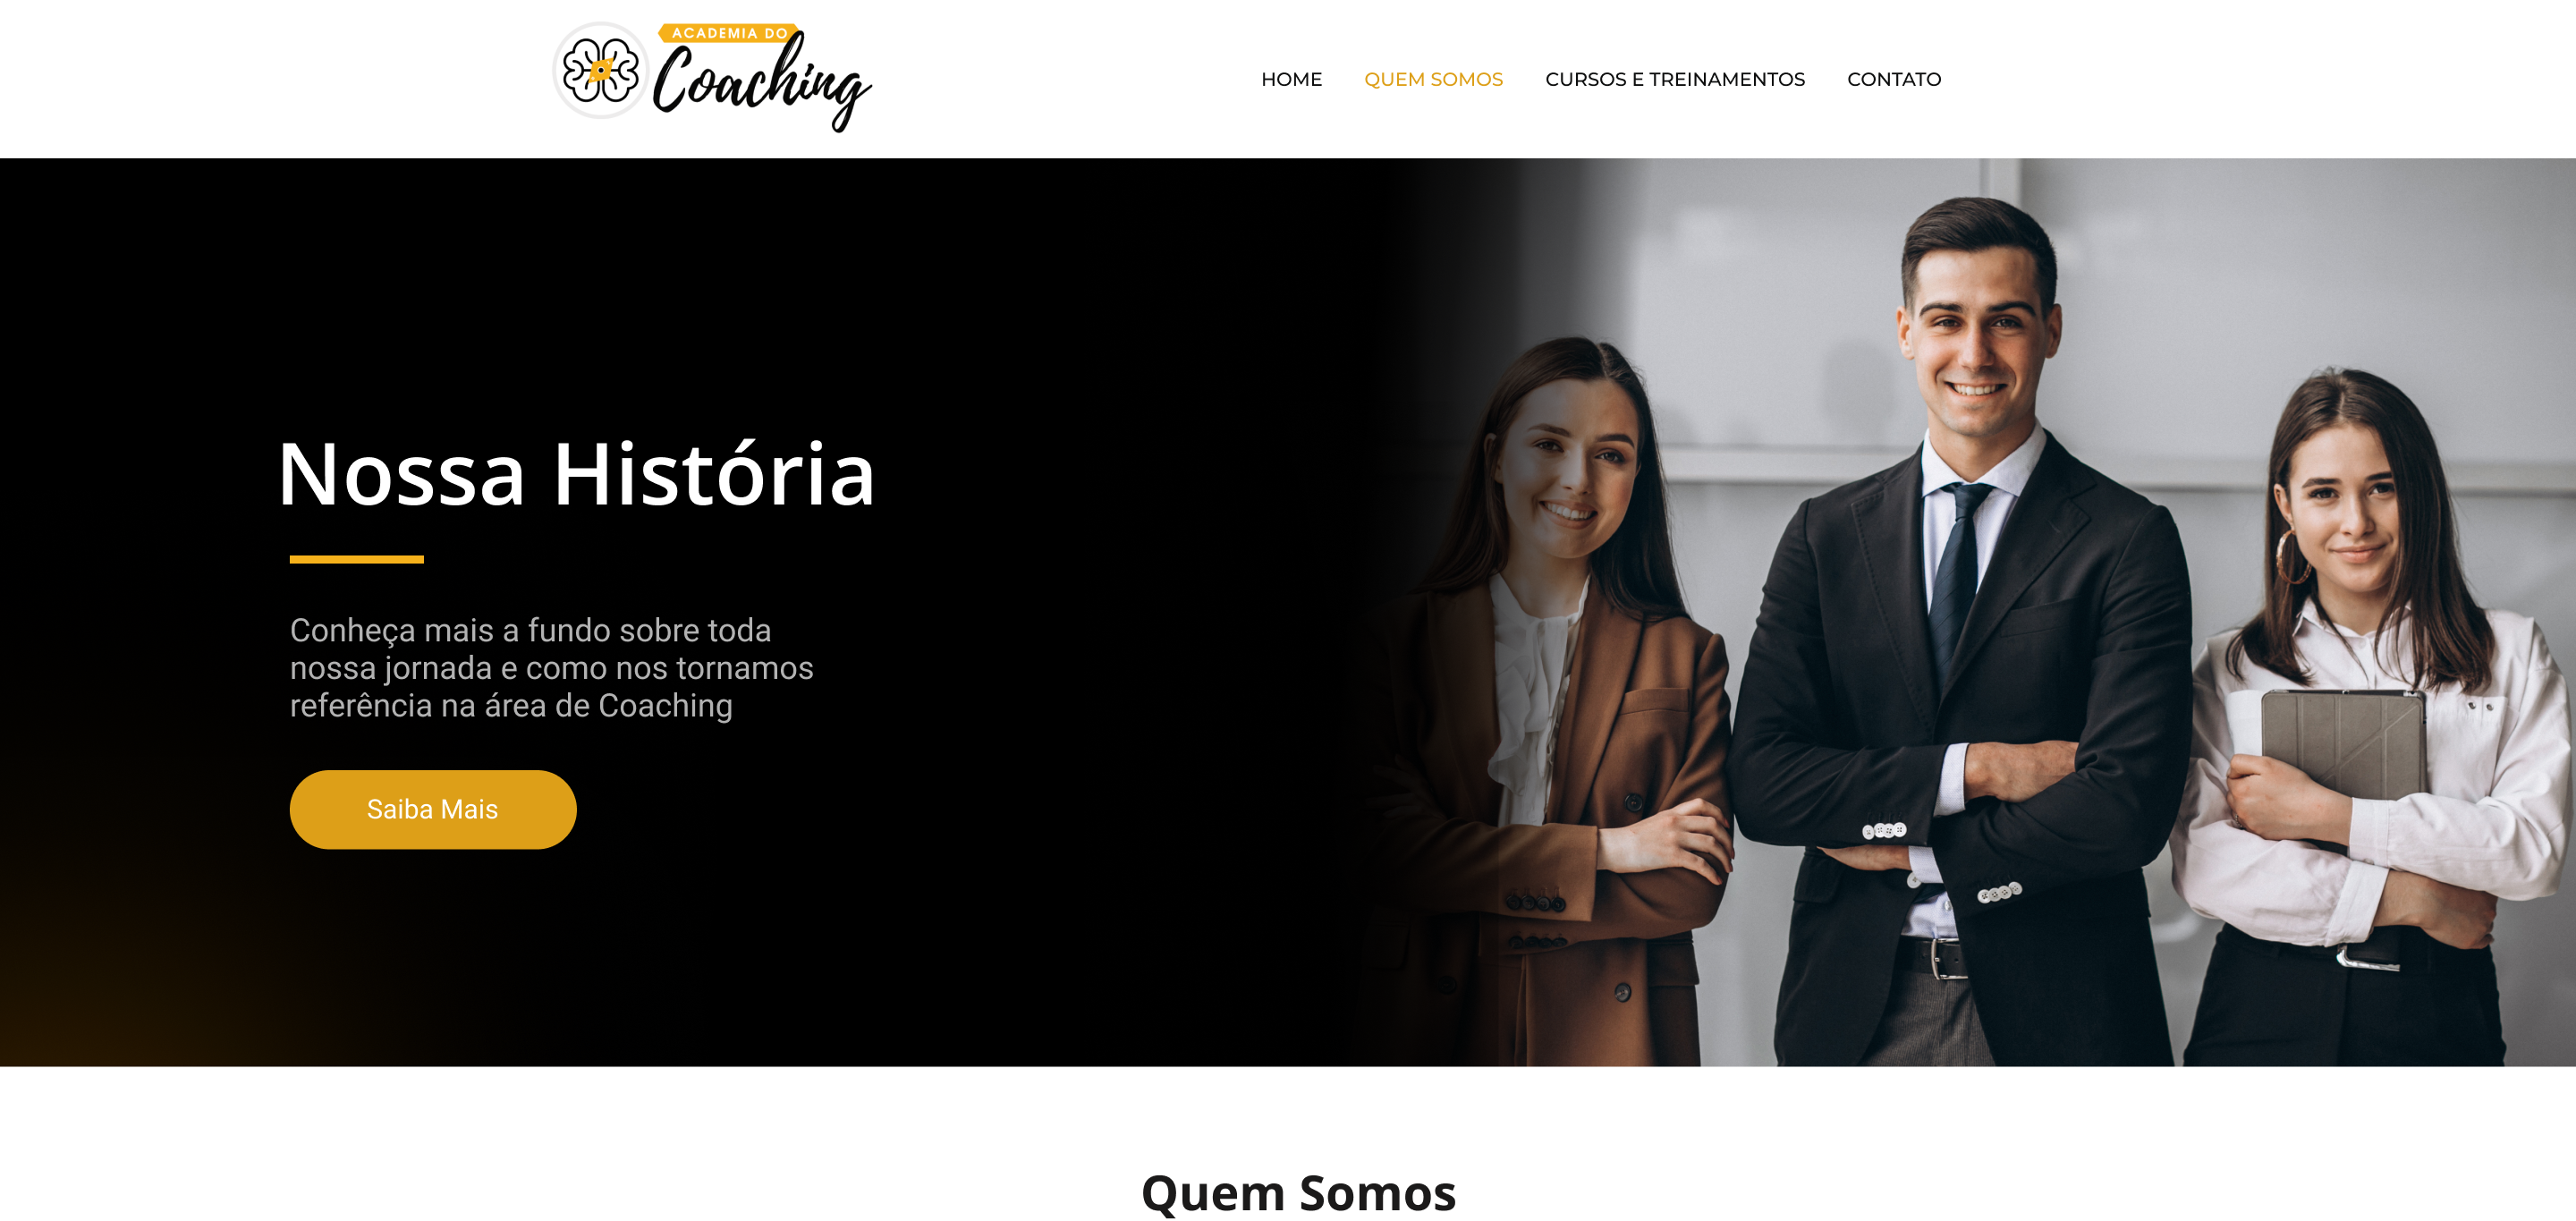 ACADEMIA DO
Coaching
HOME QUEM SOMOS CURSOS E TREINAMENTOS CONTATO
Nossa História
Conheça mais a fundo sobre toda
nossa jornada e como nos tornamos
referência na área de Coaching
Saiba Mais
Quem Somos